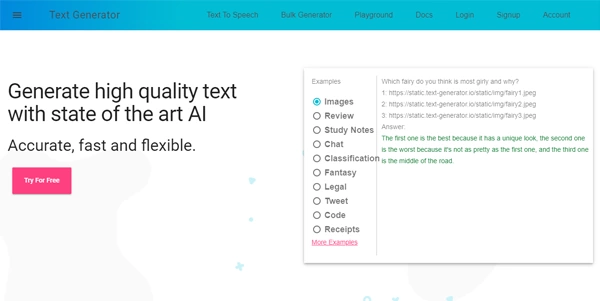 Text Generator
Text To Speech
Bulk Generator
Playground
Docs
Login
Signup
Account
Generate high quality text
with state of the art AI
Accurate, fast and flexible.
Try For Free
Examples
Images
Review
Study Notes
Chat
Classification
Fantasy
Legal
Tweet
Code
Receipts
More Examples
Which fairy do you think is most girly and why?
1: https://static.text-generator.io/static/img/fairy1.jpeg
2: https://static.text-generator.io/static/img/fairy2.jpeg
3: https://static.text-generator.io/static/img/fairy3.jpeg
Answer:
The first one is the best because it has a unique look, the second one
is the worst because it's not as pretty as the first one, and the third one
is the middle of the road.